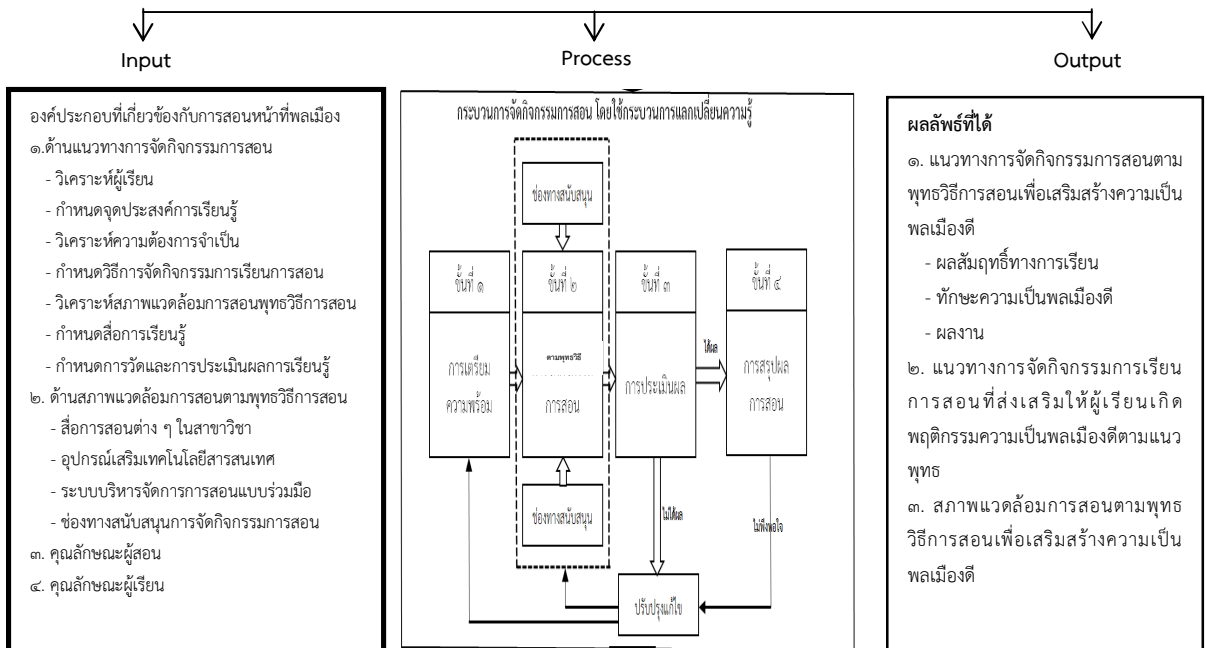 Input
Process
Output
องค์ประกอบที่เกี่ยวข้องกับการสอนหน้าที่พลเมือง
๑.ด้านแนวทางการจัดกิจกรรมการสอน
- วิเคราะห์ผู้เรียน
- กำหนดจุดประสงค์การเรียนรู้
- วิเคราะห์ความต้องการจำเป็น
- กำหนดวิธีการจัดกิจกรรมการเรียนการสอน
- วิเคราะห์สภาพแวดล้อมการสอนพุทธวิธีการสอน
- กำหนดสื่อการเรียนรู้
- กำหนดการวัดและการประเมินผลการเรียนรู้
๒. ด้านสภาพแวดล้อมการสอนตามพุทธวิธีการสอน
- สื่อการสอนต่าง ๆ ในสาขาวิชา
- อุปกรณ์เสริมเทคโนโลยีสารสนเทศ
- ระบบบริหารจัดการการสอนแบบร่วมมือ
- ช่องทางสนับสนุนการจัดกิจกรรมการสอน
๓. คุณลักษณะผู้สอน
๔. คุณลักษณะผู้เรียน
กระบวนการจัดกิจกรรมการสอน โดยใช้กระบวนการแลกเปลี่ยนความรู้
ช่องทางสนับสนุน
ขั้นที่ ๑
การเตรียม
ความพร้อม
ขั้นที่ ๒
ตามพุทธวิธี
การสอน
ขั้นที่ ๓
การประเมินผล
ได้ผล
ขั้นที่ ๔
การสรุปผล
การสอน
ช่องทางสนับสนุน
ไม่ได้ผล
ไม่พึงพอใจ
ปรับปรุงแก้ไข
ผลลัพธ์ที่ได้
๑. แนวทางการจัดกิจกรรมการสอนตาม
พุทธวิธีการสอนเพื่อเสริมสร้างความเป็น
พลเมืองดี
- ผลสัมฤทธิ์ทางการเรียน
- ทักษะความเป็นพลเมืองดี
- ผลงาน
๒. แนวทางการจัดกิจกรรมการเรียน
การสอนที่ส่งเสริมให้ผู้เรียนเกิด
พฤติกรรมความเป็นพลเมืองดีตามแนว
พุทธ
๓. สภาพแวดล้อมการสอนตามพุทธ
วิธีการสอนเพื่อเสริมสร้างความเป็น
พลเมืองดี